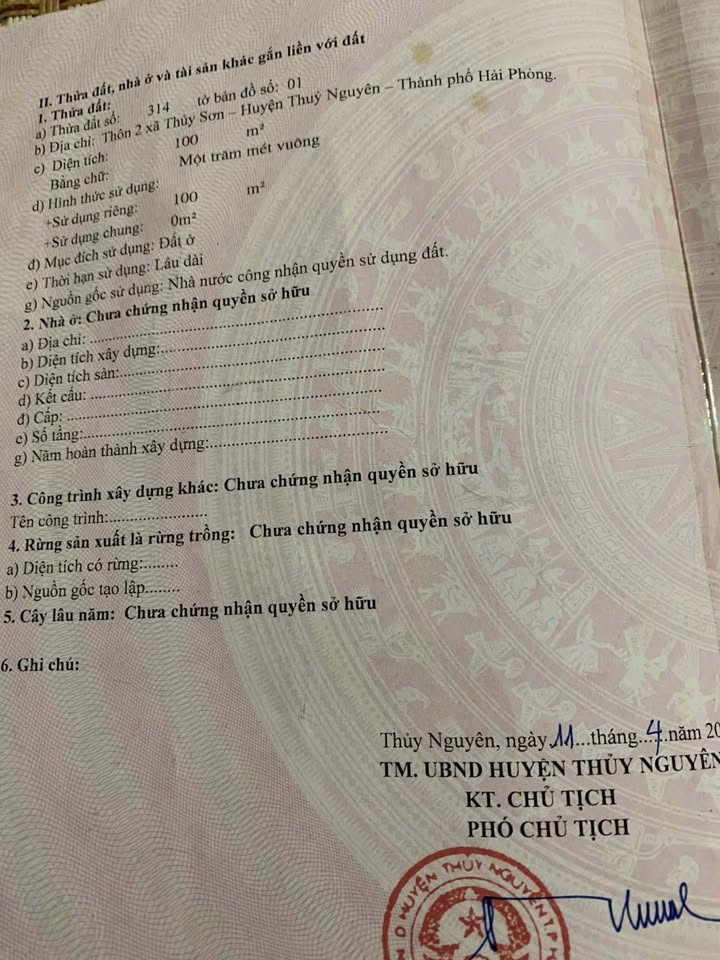 II. Thửa đất, nhà ở và tài sản khác gắn liền với đất
1. Thửa đất:
a) Thửa đất số: 314 tờ bản đồ số: 01
b) Địa chỉ: Thôn 2 xã Thủy Sơn – Huyện Thuỷ Nguyên – Thành phố Hải Phòng.
c) Diện tích: 100 m²
Bằng chữ: Một trăm mét vuông
d) Hình thức sử dụng:
+Sử dụng riêng: 100 m²
+Sử dụng chung: 0m²
đ) Mục đích sử dụng: Đất ở
e) Thời hạn sử dụng: Lâu dài
g) Nguồn gốc sử dụng: Nhà nước công nhận quyền sử dụng đất.
2. Nhà ở: Chưa chứng nhận quyền sở hữu
a) Địa chỉ:
b) Diện tích xây dựng:
c) Diện tích sàn:
d) Kết cấu:
đ) Cấp:
e) Số tầng:
g) Năm hoàn thành xây dựng:
3. Công trình xây dựng khác: Chưa chứng nhận quyền sở hữu
Tên công trình:
4. Rừng sản xuất là rừng trồng: Chưa chứng nhận quyền sở hữu
a) Diện tích có rừng:
b) Nguồn gốc tạo lập
5. Cây lâu năm: Chưa chứng nhận quyền sở hữu
6. Ghi chú:
Thủy Nguyên, ngày 11 tháng 4 năm 20
TM. UBND HUYỆN THỦY NGUYÊN
KT. CHỦ TỊCH
PHÓ CHỦ TỊCH
D HUYỆN THỦY NGUYÊN T.P H